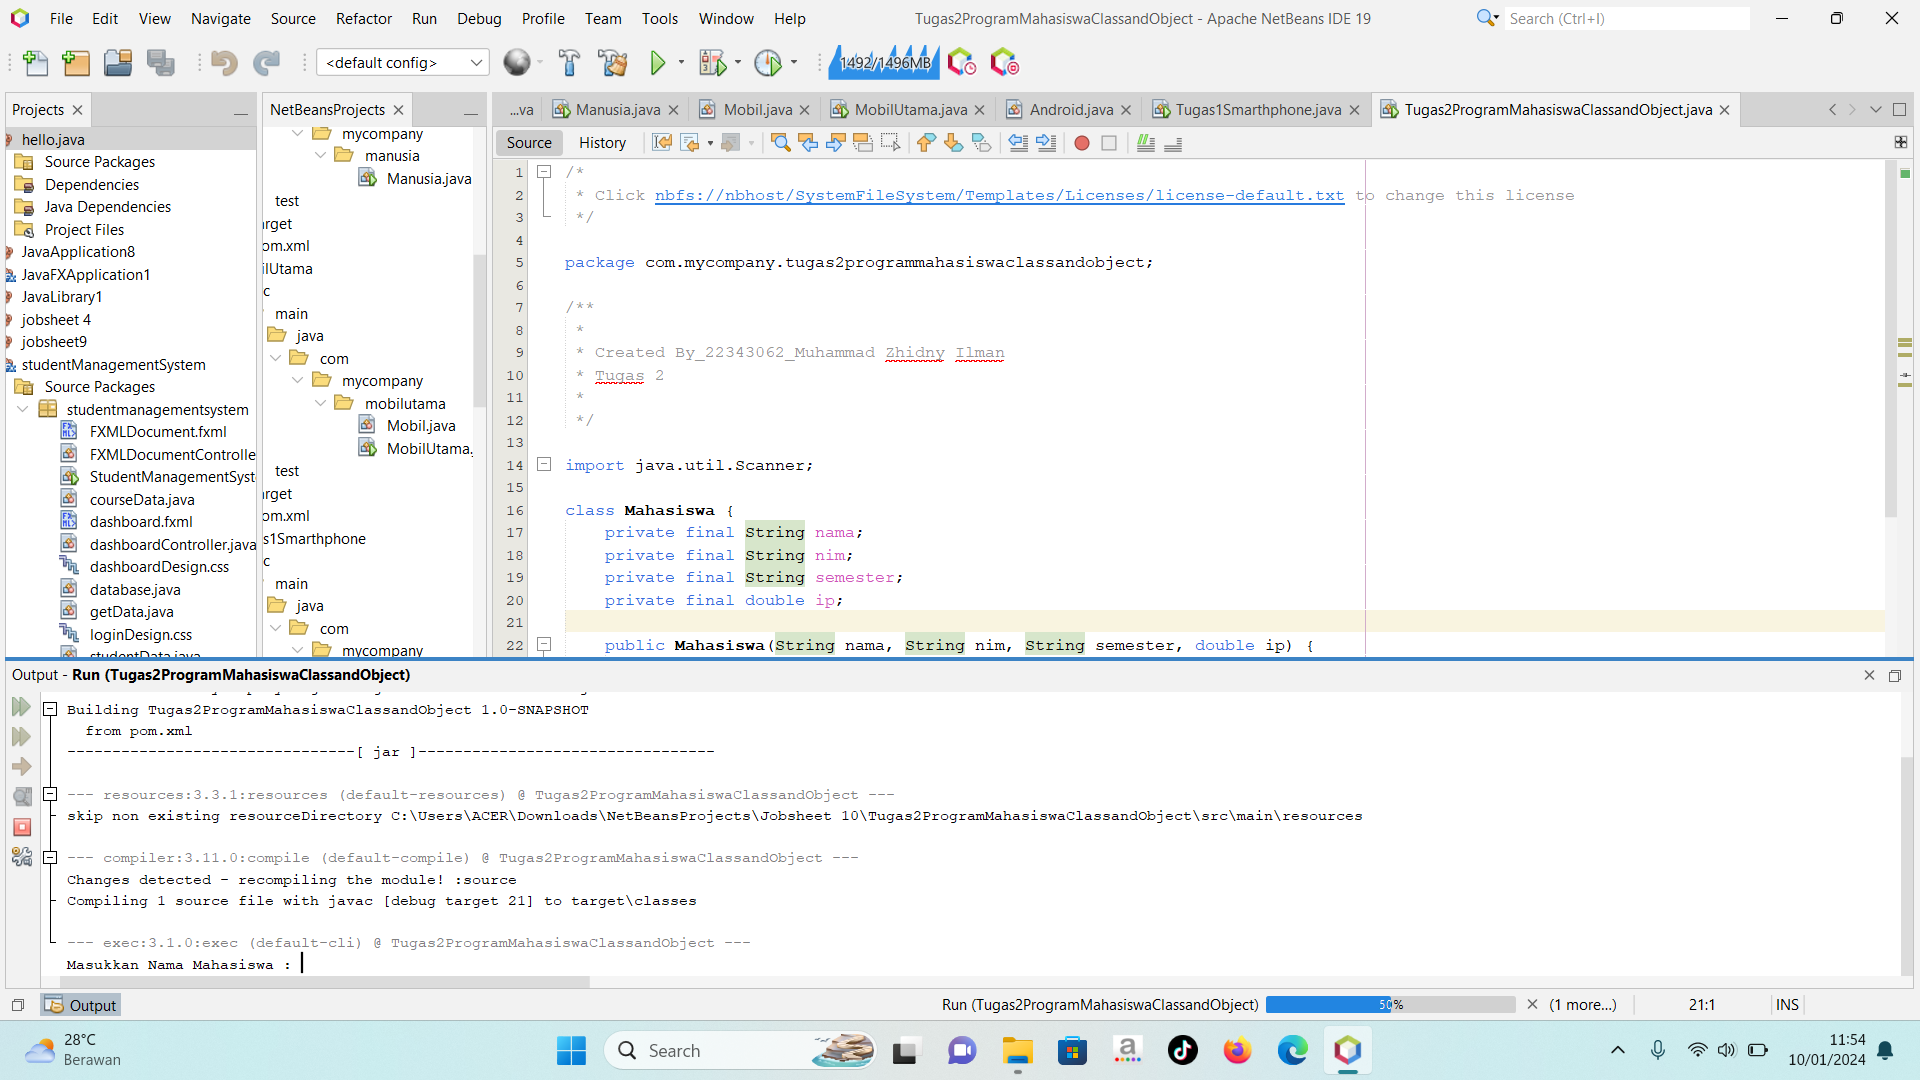 File Edit View Navigate Source Refactor Run Debug Profile Team Tools Window Help
Tugas2ProgramMahasiswaClassandObject - Apache NetBeans IDE 19
Search (Ctrl+I)
<default config>
1492/1496MB
Projects
hello.java
Source Packages
Dependencies
Java Dependencies
Project Files
JavaApplication8
JavaFXApplication1
JavaLibrary1
jobsheet 4
jobsheet9
studentManagementSystem
Source Packages
studentmanagementsystem
FXMLDocument.fxml
FXMLDocumentControlle
StudentManagementSyst
courseData.java
dashboard.fxml
dashboardController.java
dashboardDesign.css
database.java
getData.java
loginDesign.css
studentData.java
NetBeansProjects
mycompany
manusia
Manusia.java
test
rget
om.xml
ilUtama
c
main
java
com
mycompany
mobilutama
Mobil.java
MobilUtama.
test
rget
om.xml
s1Smarthphone
c
main
java
com
mycompany
...va Manusia.java Mobil.java MobilUtama.java Android.java Tugas1Smarthphone.java Tugas2ProgramMahasiswaClassandObject.java
Source History
1 /*
2 * Click nbfs://nbhost/SystemFileSystem/Templates/Licenses/license-default.txt to change this license
3 */
4
5 package com.mycompany.tugas2programmahasiswaclassandobject;
6
7 /**
8 *
9 * Created By_22343062_Muhammad Zhidny Ilman
10 * Tugas 2
11 *
12 */
13
14 import java.util.Scanner;
15
16 class Mahasiswa {
17 private final String nama;
18 private final String nim;
19 private final String semester;
20 private final double ip;
21
22 public Mahasiswa(String nama, String nim, String semester, double ip) {
Output - Run (Tugas2ProgramMahasiswaClassandObject)
Building Tugas2ProgramMahasiswaClassandObject 1.0-SNAPSHOT
from pom.xml
--------------------------------[ jar ]---------------------------------
--- resources:3.3.1:resources (default-resources) @ Tugas2ProgramMahasiswaClassandObject ---
skip non existing resourceDirectory C:\Users\ACER\Downloads\NetBeansProjects\Jobsheet 10\Tugas2ProgramMahasiswaClassandObject\src\main\resources
--- compiler:3.11.0:compile (default-compile) @ Tugas2ProgramMahasiswaClassandObject ---
Changes detected - recompiling the module! :source
Compiling 1 source file with javac [debug target 21] to target\classes
--- exec:3.1.0:exec (default-cli) @ Tugas2ProgramMahasiswaClassandObject ---
Masukkan Nama Mahasiswa :
Output
Run (Tugas2ProgramMahasiswaClassandObject) 50% (1 more...) 21:1 INS
28°C
Berawan
Search
11:54
10/01/2024